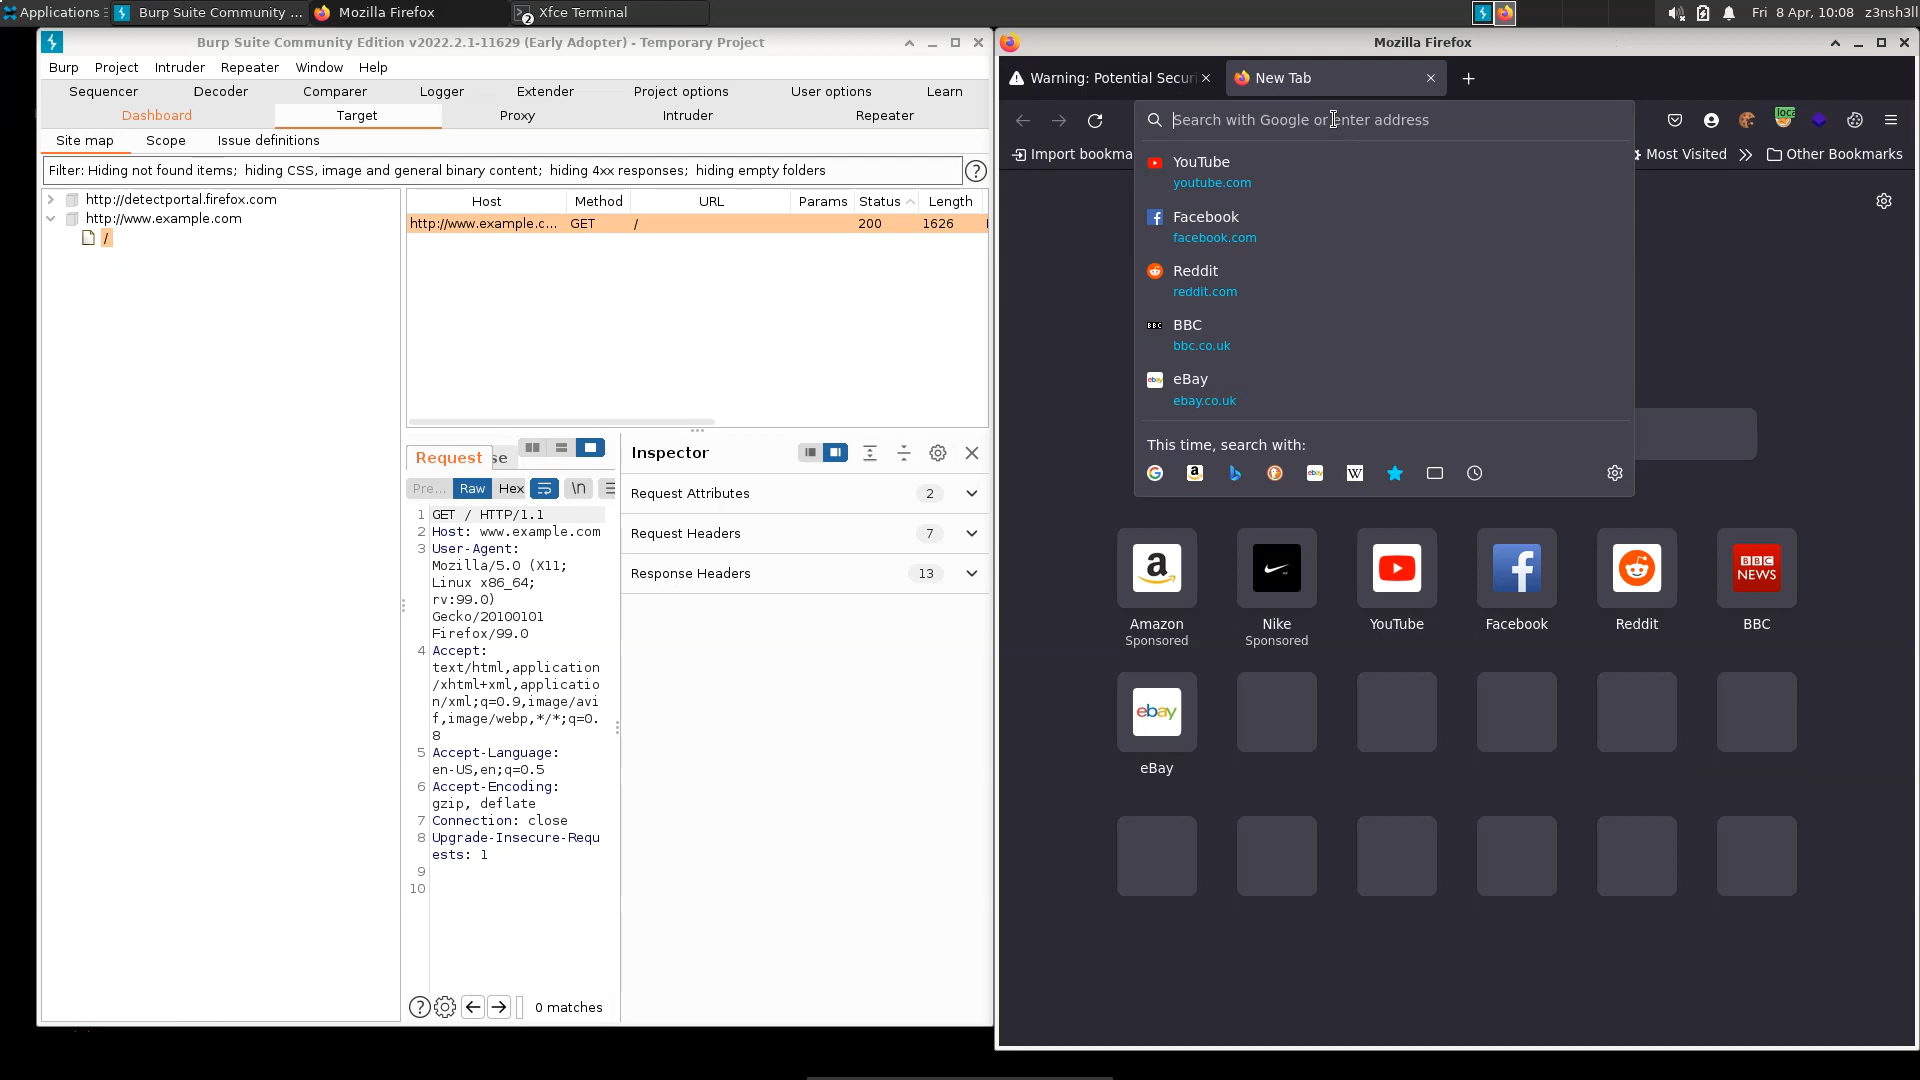 Applications
Burp Suite Community ...
Mozilla Firefox
Xfce Terminal
2
Fri 8 Apr, 10:08
z3nsh3ll
Burp Suite Community Edition v2022.2.1-11629 (Early Adopter) - Temporary Project
Burp Project Intruder Repeater Window Help
Sequencer Decoder Comparer Logger Extender Project options User options Learn
Dashboard Target Proxy Intruder Repeater
Site map Scope Issue definitions
Filter: Hiding not found items; hiding CSS, image and general binary content; hiding 4xx responses; hiding empty folders
?
http://detectportal.firefox.com
http://www.example.com
/
Host Method URL Params Status Length
http://www.example.c... GET / 200 1626
Request
se
Pre... Raw Hex \n
1 GET / HTTP/1.1
2 Host: www.example.com
3 User-Agent:
Mozilla/5.0 (X11;
Linux x86_64;
rv:99.0)
Gecko/20100101
Firefox/99.0
4 Accept:
text/html,application
/xhtml+xml,applicatio
n/xml;q=0.9,image/avi
f,image/webp,*/*;q=0.
8
5 Accept-Language:
en-US,en;q=0.5
6 Accept-Encoding:
gzip, deflate
7 Connection: close
8 Upgrade-Insecure-Requ
ests: 1
9
10
?
0 matches
Inspector
Request Attributes 2
Request Headers 7
Response Headers 13
Mozilla Firefox
Warning: Potential Securi
New Tab
Search with Google or enter address
loca
Import bookma
Most Visited
Other Bookmarks
YouTube
youtube.com
Facebook
facebook.com
Reddit
reddit.com
BBC
BBC
bbc.co.uk
ebay
eBay
ebay.co.uk
This time, search with:
Amazon
Sponsored
Nike
Sponsored
YouTube
Facebook
Reddit
BBC
NEWS
BBC
ebay
eBay